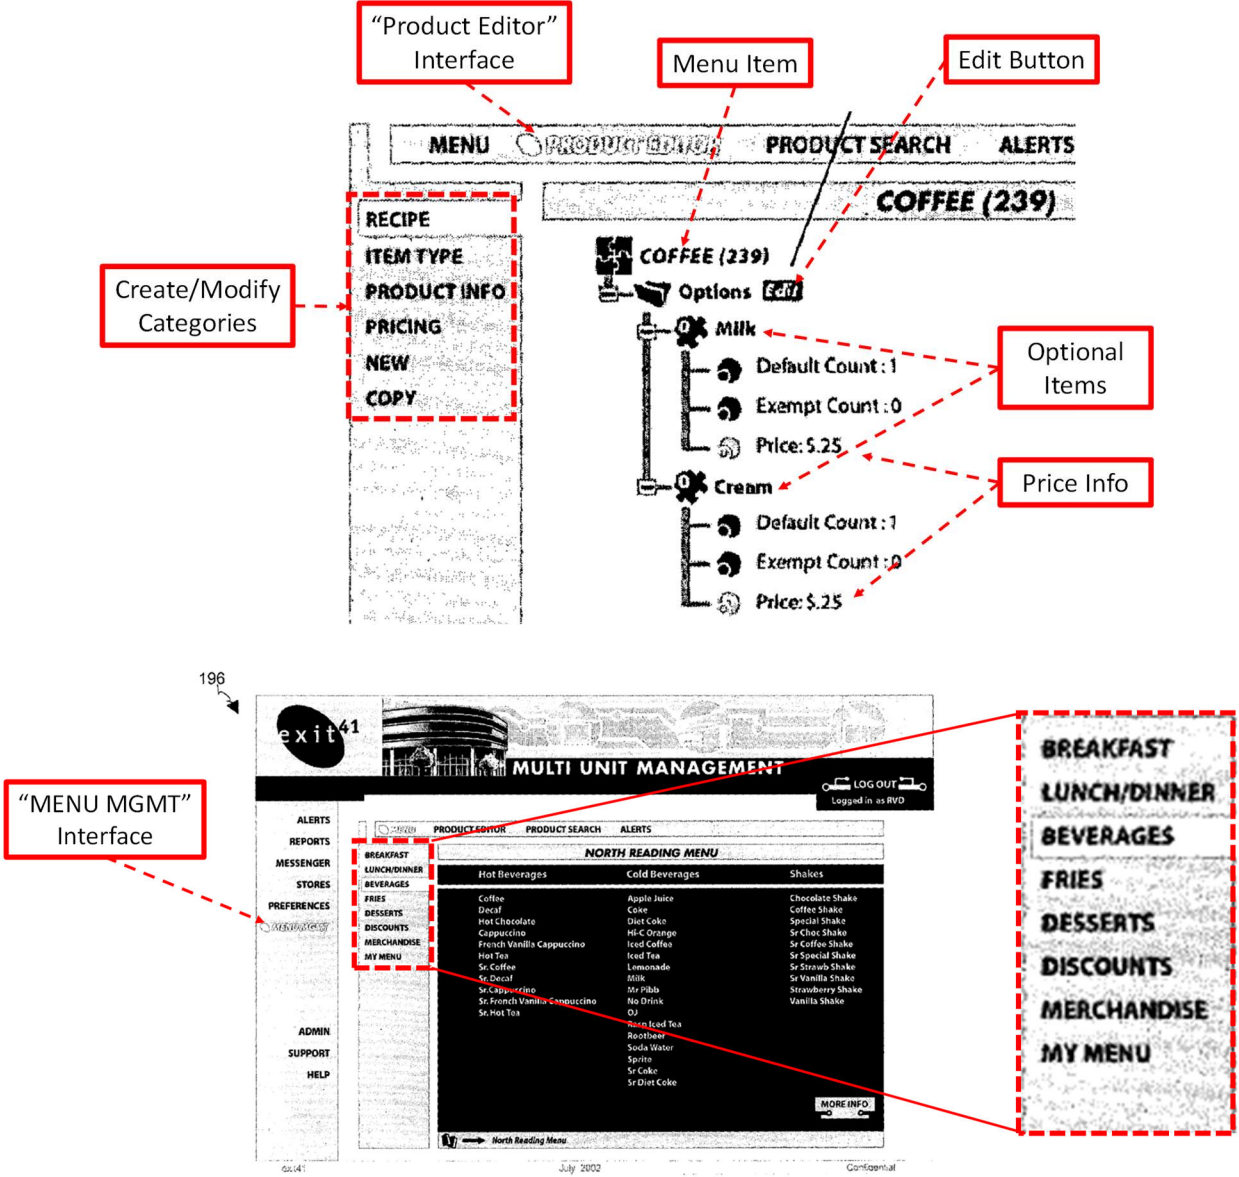 “Product Editor”
Interface
Menu Item
Edit Button
MENU PRODUCT EDITOR PRODUCT SEARCH ALERTS
COFFEE (239)
RECIPE
ITEM TYPE
PRODUCT INFO
PRICING
NEW
COPY
Create/Modify
Categories
COFFEE (239)
Options Edit
Milk
Default Count : 1
Exempt Count : 0
Price: $.25
Cream
Default Count : 1
Exempt Count : 0
Price: $.25
Optional
Items
Price Info
196
exit41
MULTI UNIT MANAGEMENT
LOG OUT
Logged in as RVD
“MENU MGMT”
Interface
ALERTS
REPORTS
MESSENGER
STORES
PREFERENCES
MENU MGMT
ADMIN
SUPPORT
HELP
MENU PRODUCT EDITOR PRODUCT SEARCH ALERTS
BREAKFAST
LUNCH/DINNER
BEVERAGES
FRIES
DESSERTS
DISCOUNTS
MERCHANDISE
MY MENU
NORTH READING MENU
Hot Beverages Cold Beverages Shakes
Coffee Apple Juice Chocolate Shake
Decaf Coke Coffee Shake
Hot Chocolate Diet Coke Special Shake
Cappuccino Hi-C Orange Sr Choc Shake
French Vanilla Cappuccino Iced Coffee Sr Coffee Shake
Hot Tea Iced Tea Sr Special Shake
Sr. Coffee Lemonade Sr Strawb Shake
Sr. Decaf Milk Sr Vanilla Shake
Sr. Cappuccino Mr Pibb Strawberry Shake
Sr. French Vanilla Cappuccino No Drink Vanilla Shake
Sr. Hot Tea OJ
Rasp Iced Tea
Rootbeer
Soda Water
Sprite
Sr Coke
Sr Diet Coke
MORE INFO
North Reading Menu
exit41 July 2002 Confidential
BREAKFAST
LUNCH/DINNER
BEVERAGES
FRIES
DESSERTS
DISCOUNTS
MERCHANDISE
MY MENU